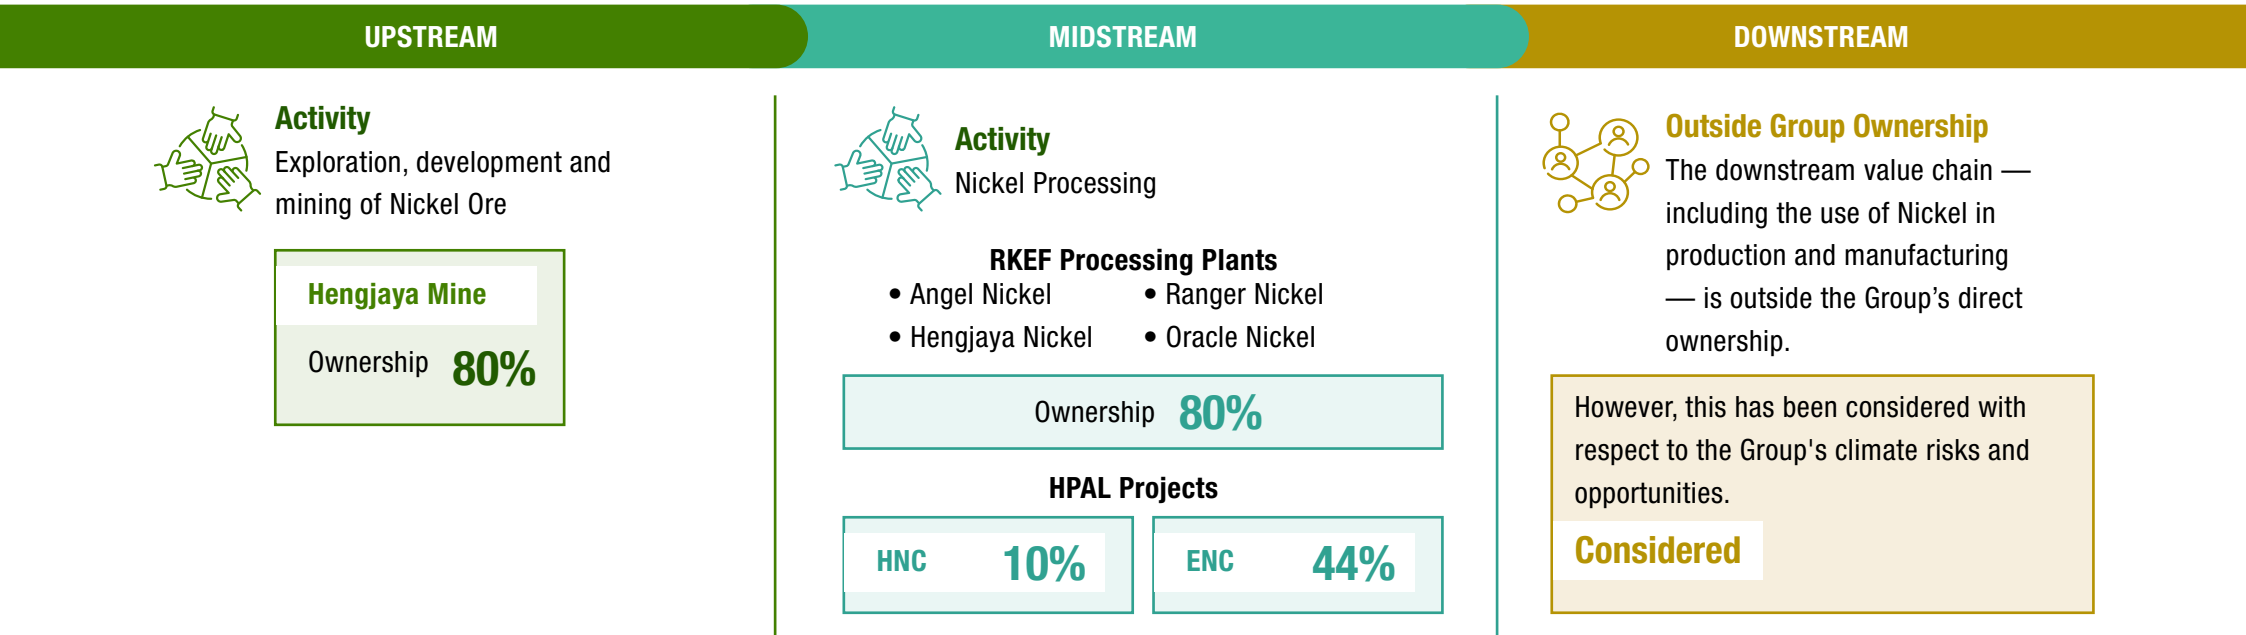 UPSTREAM
MIDSTREAM
DOWNSTREAM
Activity
Exploration, development and
mining of Nickel Ore
Hengjaya Mine
Ownership 80%
Activity
Nickel Processing
RKEF Processing Plants
• Angel Nickel
• Ranger Nickel
• Hengjaya Nickel
• Oracle Nickel
Ownership 80%
HPAL Projects
HNC 10%
ENC 44%
Outside Group Ownership
The downstream value chain —
including the use of Nickel in
production and manufacturing
— is outside the Group’s direct
ownership.
However, this has been considered with
respect to the Group's climate risks and
opportunities.
Considered